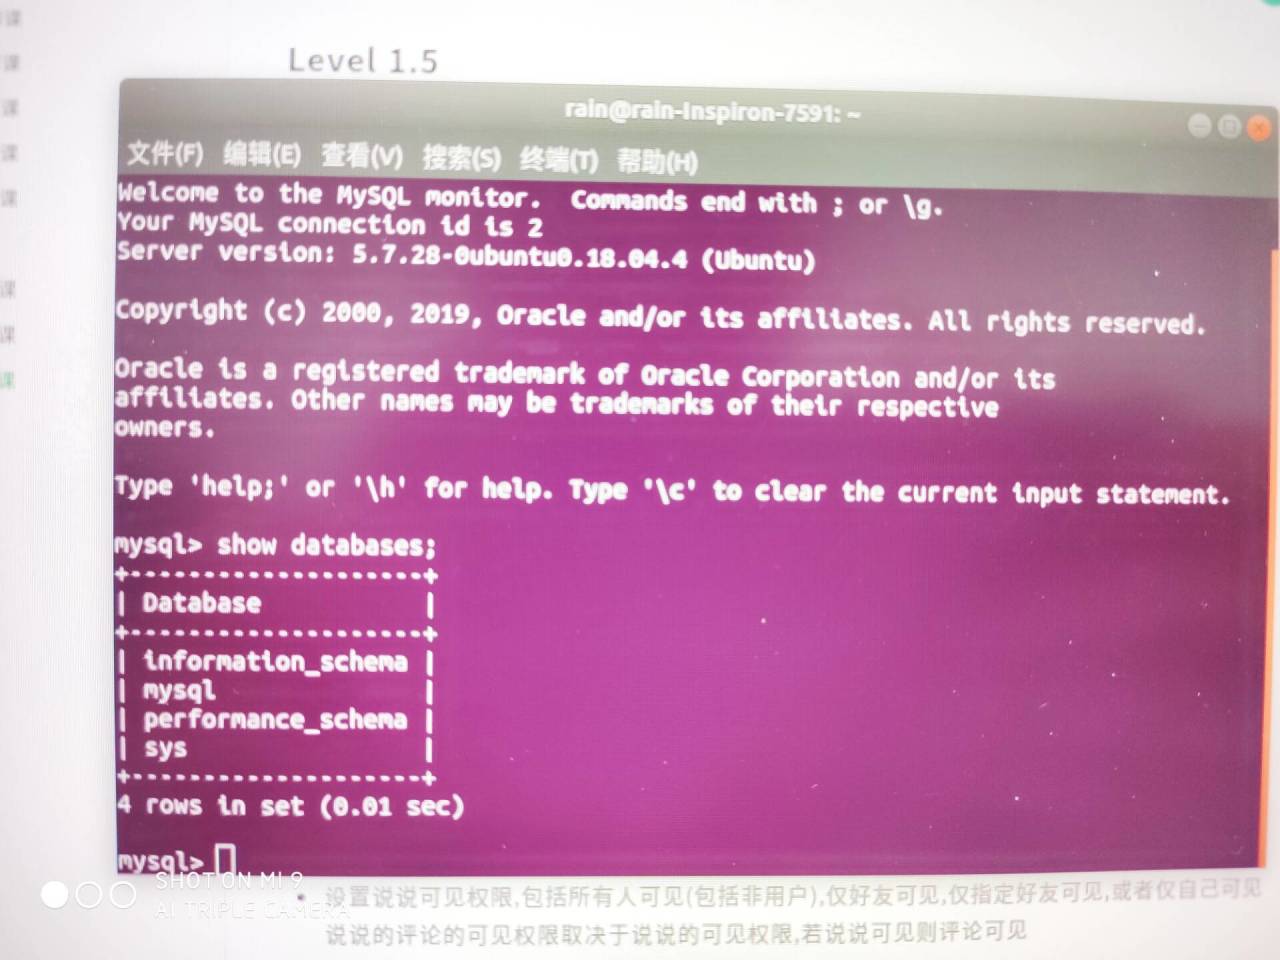 课
课
课
课
课
课
课
课
Level 1.5
rain@rain-Inspiron-7591: ~
文件(F) 编辑(E) 查看(V) 搜索(S) 终端(T) 帮助(H)
Welcome to the MySQL monitor.  Commands end with ; or \g.
Your MySQL connection id is 2
Server version: 5.7.28-0ubuntu0.18.04.4 (Ubuntu)
Copyright (c) 2000, 2019, Oracle and/or its affiliates. All rights reserved.
Oracle is a registered trademark of Oracle Corporation and/or its
affiliates. Other names may be trademarks of their respective
owners.
Type 'help;' or '\h' for help. Type '\c' to clear the current input statement.
mysql> show databases;
+--------------------+
| Database           |
+--------------------+
| information_schema |
| mysql              |
| performance_schema |
| sys                |
+--------------------+
4 rows in set (0.01 sec)
mysql>
SHOT ON MI 9
AI TRIPLE CAMERA
设置说说可见权限,包括所有人可见(包括非用户),仅好友可见,仅指定好友可见,或者仅自己可见
说说的评论的可见权限取决于说说的可见权限,若说说可见则评论可见